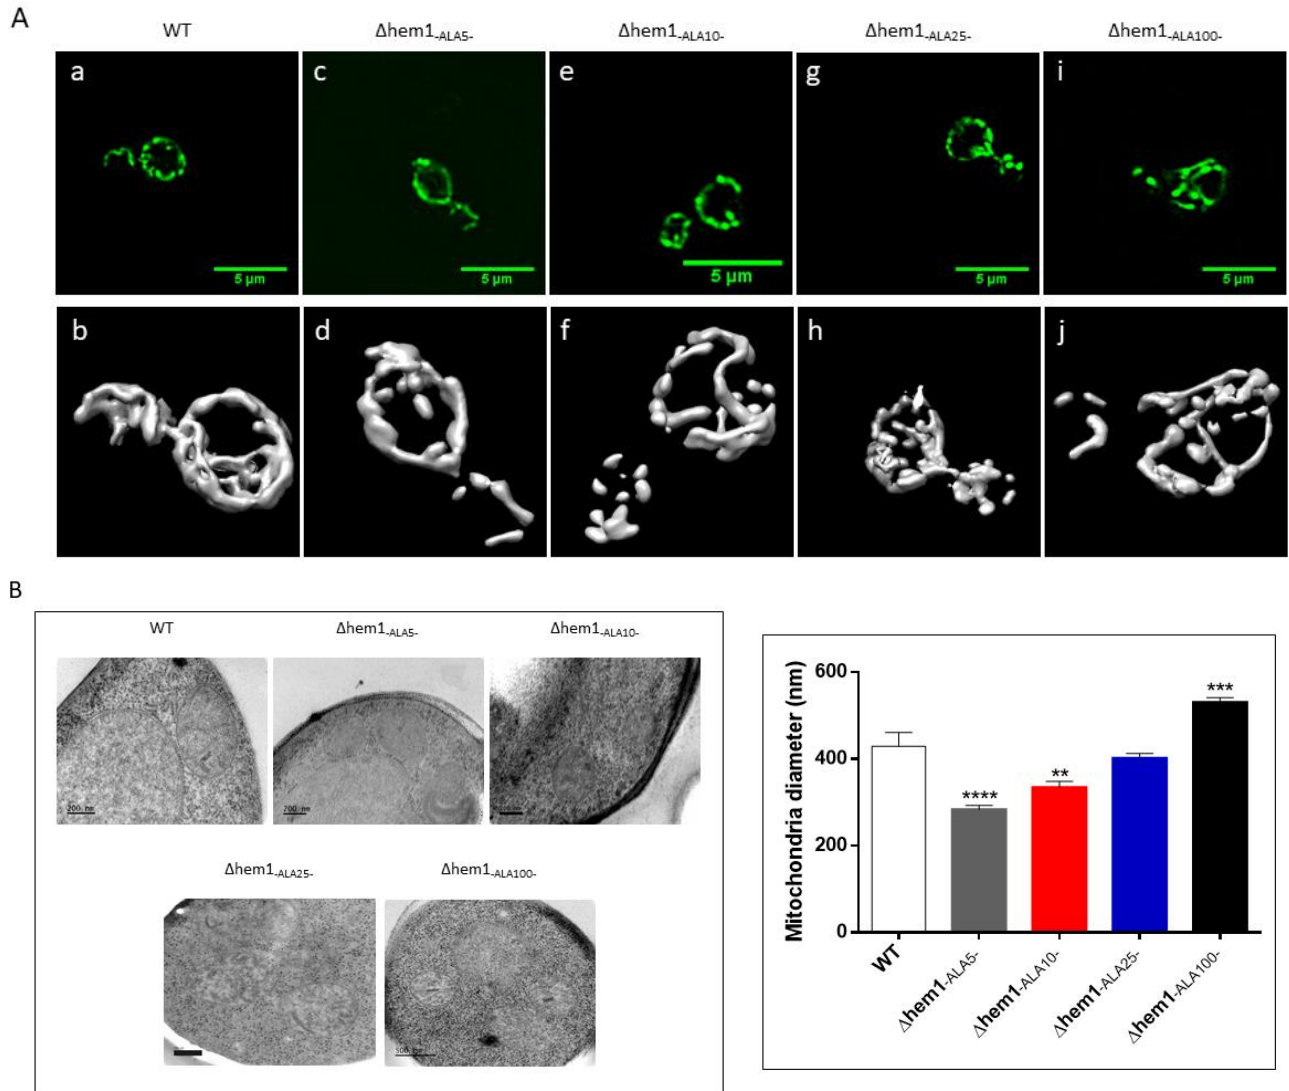 A
WT Δhem1-ALA5- Δhem1-ALA10- Δhem1-ALA25- Δhem1-ALA100-
a c e g i
5 µm 5 µm 5 µm 5 µm 5 µm
b d f h j
B
WT Δhem1-ALA5- Δhem1-ALA10-
200 nm 200 nm
Δhem1-ALA25- Δhem1-ALA100-
500 nm
Mitochondria diameter (nm)
600
400
200
0
**** ** ***
WT Δhem1-ALA5- Δhem1-ALA10- Δhem1-ALA25- Δhem1-ALA100-